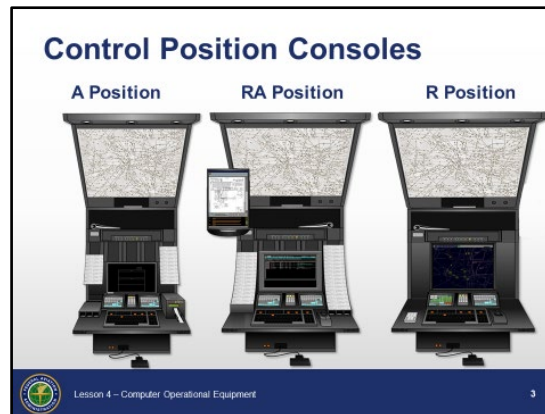 Control Position Consoles
A Position
RA Position
R Position
Lesson 4 – Computer Operational Equipment
3